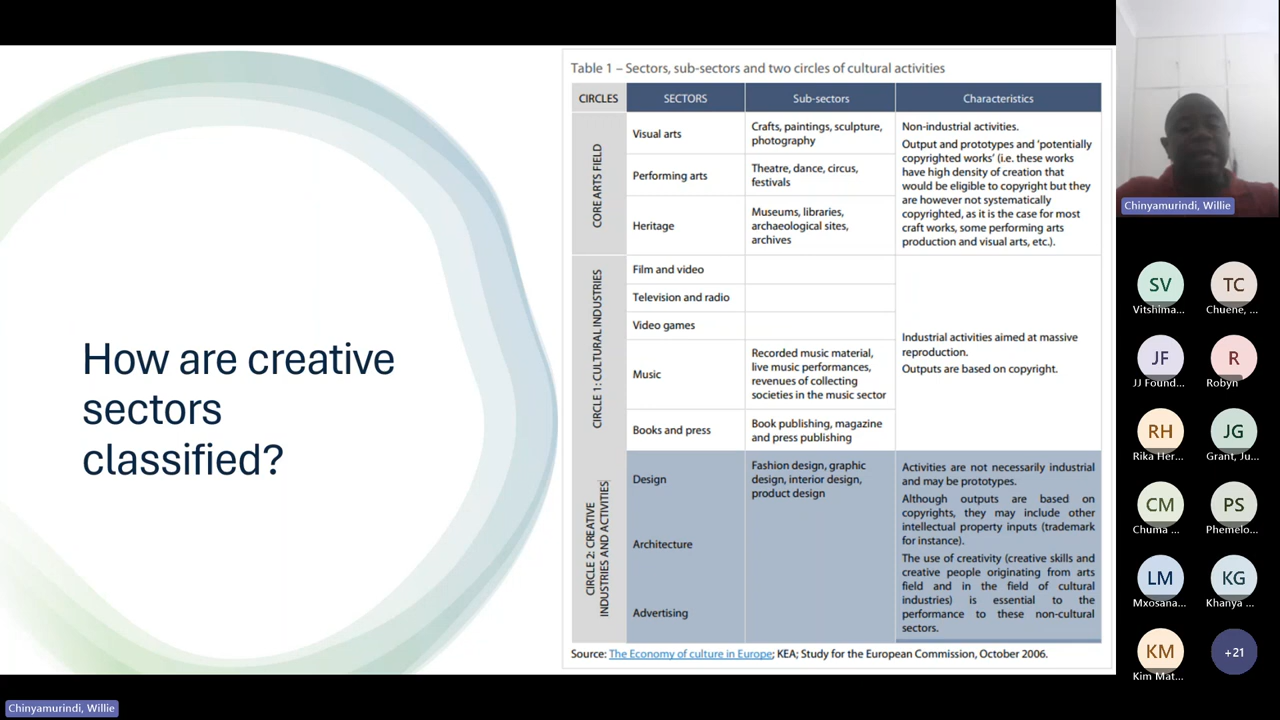 How are creative
sectors
classified?
Table 1 – Sectors, sub-sectors and two circles of cultural activities
CIRCLES
SECTORS
Sub-sectors
Characteristics
CORE ARTS FIELD
Visual arts
Crafts, paintings, sculpture,
photography
Performing arts
Theatre, dance, circus,
festivals
Heritage
Museums, libraries,
archaeological sites,
archives
Non-industrial activities.
Output and prototypes and ‘potentially
copyrighted works’ (i.e. these works
have high density of creation that
would be eligible to copyright but they
are however not systematically
copyrighted, as it is the case for most
craft works, some performing arts
production and visual arts, etc.).
CIRCLE 1: CULTURAL INDUSTRIES
Film and video
Television and radio
Video games
Music
Recorded music material,
live music performances,
revenues of collecting
societies in the music sector
Books and press
Book publishing, magazine
and press publishing
Industrial activities aimed at massive
reproduction.
Outputs are based on copyright.
CIRCLE 2: CREATIVE
INDUSTRIES AND ACTIVITIES
Design
Fashion design, graphic
design, interior design,
product design
Architecture
Advertising
Activities are not necessarily industrial
and may be prototypes.
Although outputs are based on
copyrights, they may include other
intellectual property inputs (trademark
for instance).
The use of creativity (creative skills and
creative people originating from arts
field and in the field of cultural
industries) is essential to the
performance to these non-cultural
sectors.
Source: The Economy of culture in Europe; KEA; Study for the European Commission, October 2006.
Chinyamurindi, Willie
SV
Vitshima...
TC
Chuene, ...
JF
JJ Found...
R
Robyn
RH
Rika Her...
JG
Grant, Ju...
CM
Chuma ...
PS
Phemelo...
LM
Mxosana...
KG
Khanya ...
KM
Kim Mat...
+21
Chinyamurindi, Willie